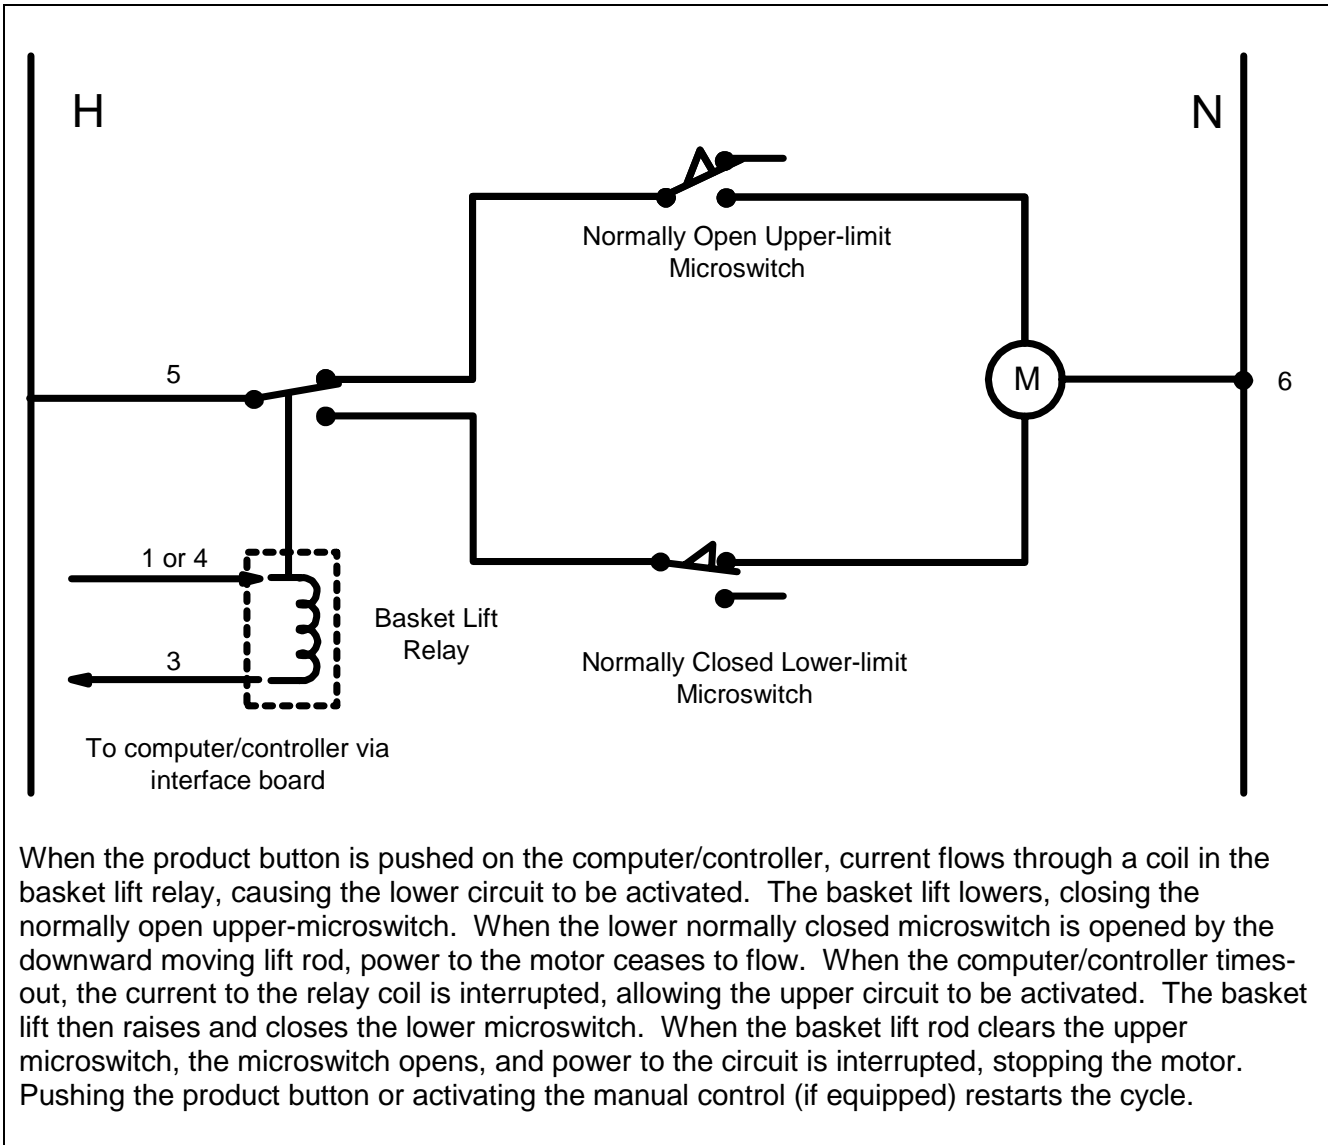 H
N
Normally Open Upper-limit
Microswitch
5
M
6
1 or 4
Basket Lift
Relay
3
Normally Closed Lower-limit
Microswitch
To computer/controller via
interface board
When the product button is pushed on the computer/controller, current flows through a coil in the
basket lift relay, causing the lower circuit to be activated.  The basket lift lowers, closing the
normally open upper-microswitch.  When the lower normally closed microswitch is opened by the
downward moving lift rod, power to the motor ceases to flow.  When the computer/controller times-
out, the current to the relay coil is interrupted, allowing the upper circuit to be activated.  The basket
lift then raises and closes the lower microswitch.  When the basket lift rod clears the upper
microswitch, the microswitch opens, and power to the circuit is interrupted, stopping the motor.
Pushing the product button or activating the manual control (if equipped) restarts the cycle.